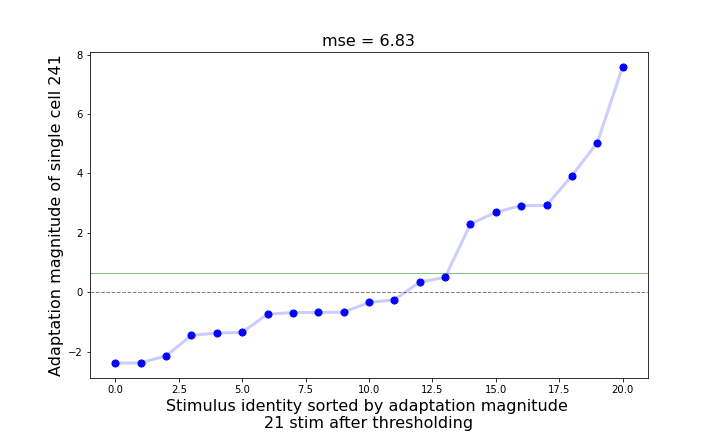 mse = 6.83
Adaptation magnitude of single cell 241
8
6
4
2
0
−2
0.0 2.5 5.0 7.5 10.0 12.5 15.0 17.5 20.0
Stimulus identity sorted by adaptation magnitude
21 stim after thresholding